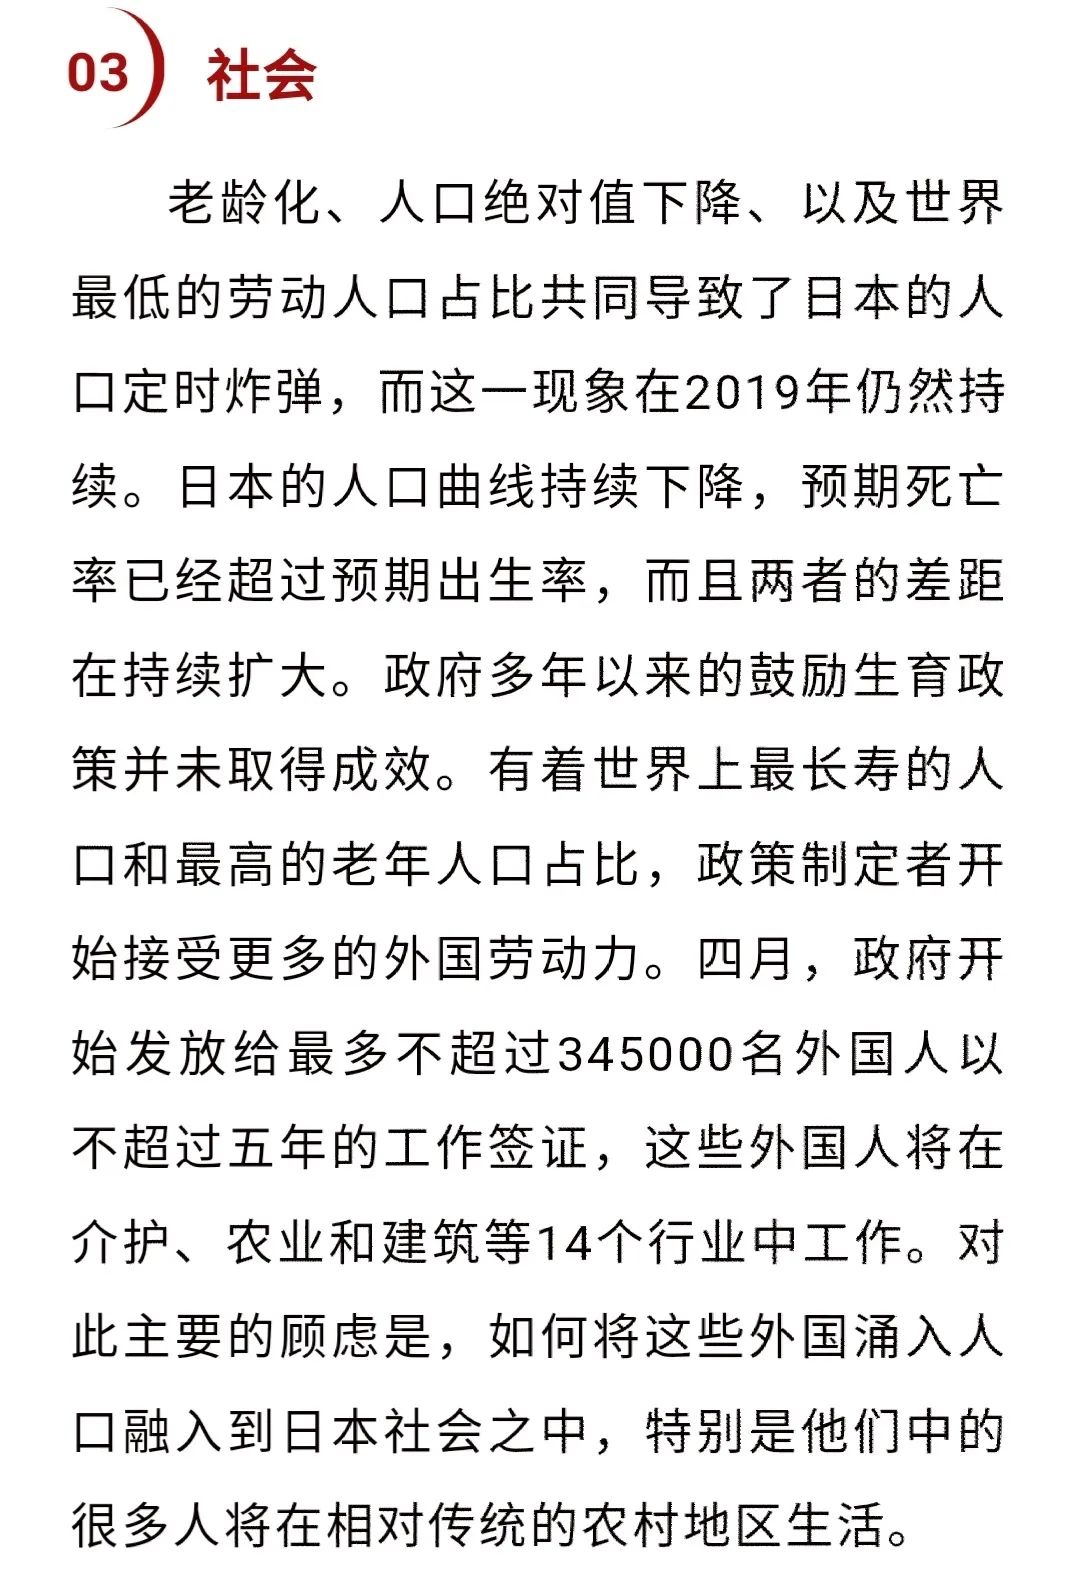 03 社会
老龄化、人口绝对值下降、以及世界
最低的劳动人口占比共同导致了日本的人
口定时炸弹，而这一现象在2019年仍然持
续。日本的人口曲线持续下降，预期死亡
率已经超过预期出生率，而且两者的差距
在持续扩大。政府多年以来的鼓励生育政
策并未取得成效。有着世界上最长寿的人
口和最高的老年人口占比，政策制定者开
始接受更多的外国劳动力。四月，政府开
始发放给最多不超过345000名外国人以
不超过五年的工作签证，这些外国人将在
介护、农业和建筑等14个行业中工作。对
此主要的顾虑是，如何将这些外国涌入人
口融入到日本社会之中，特别是他们中的
很多人将在相对传统的农村地区生活。